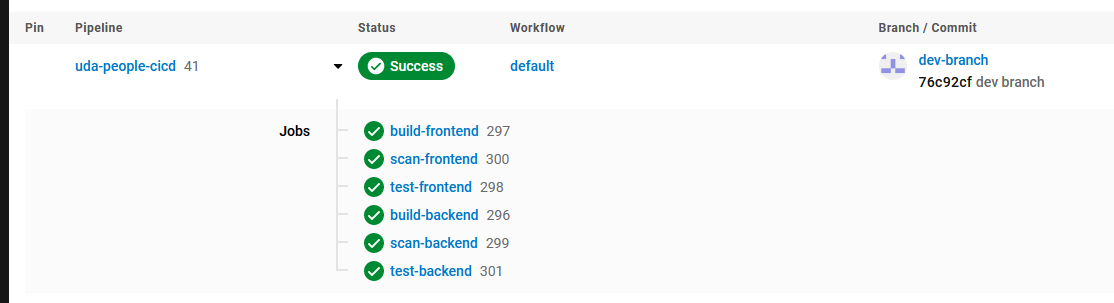 Pin Pipeline Status Workflow Branch / Commit
uda-people-cicd 41 Success default dev-branch
76c92cf dev branch
Jobs build-frontend 297
scan-frontend 300
test-frontend 298
build-backend 296
scan-backend 299
test-backend 301